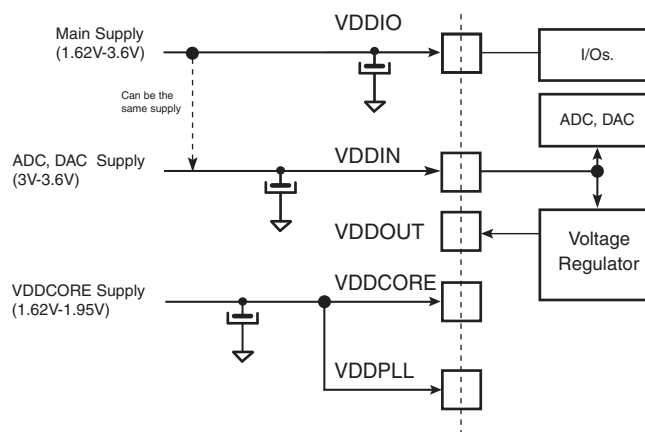 Main Supply
(1.62V-3.6V)
VDDIO
I/Os.
Can be the
same supply
ADC, DAC
ADC, DAC Supply
(3V-3.6V)
VDDIN
VDDOUT
Voltage
Regulator
VDDCORE Supply
(1.62V-1.95V)
VDDCORE
VDDPLL